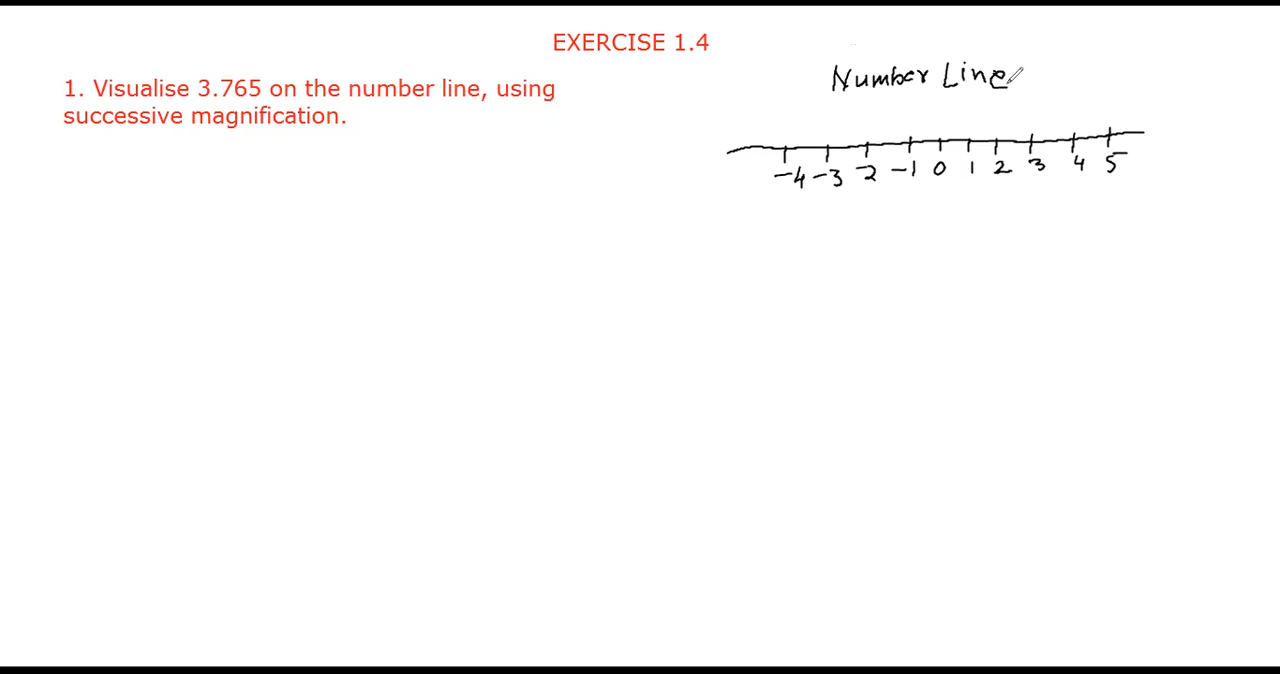 EXERCISE 1.4
1. Visualise 3.765 on the number line, using
successive magnification.
Number Line
-4 -3 -2 -1 0 1 2 3 4 5